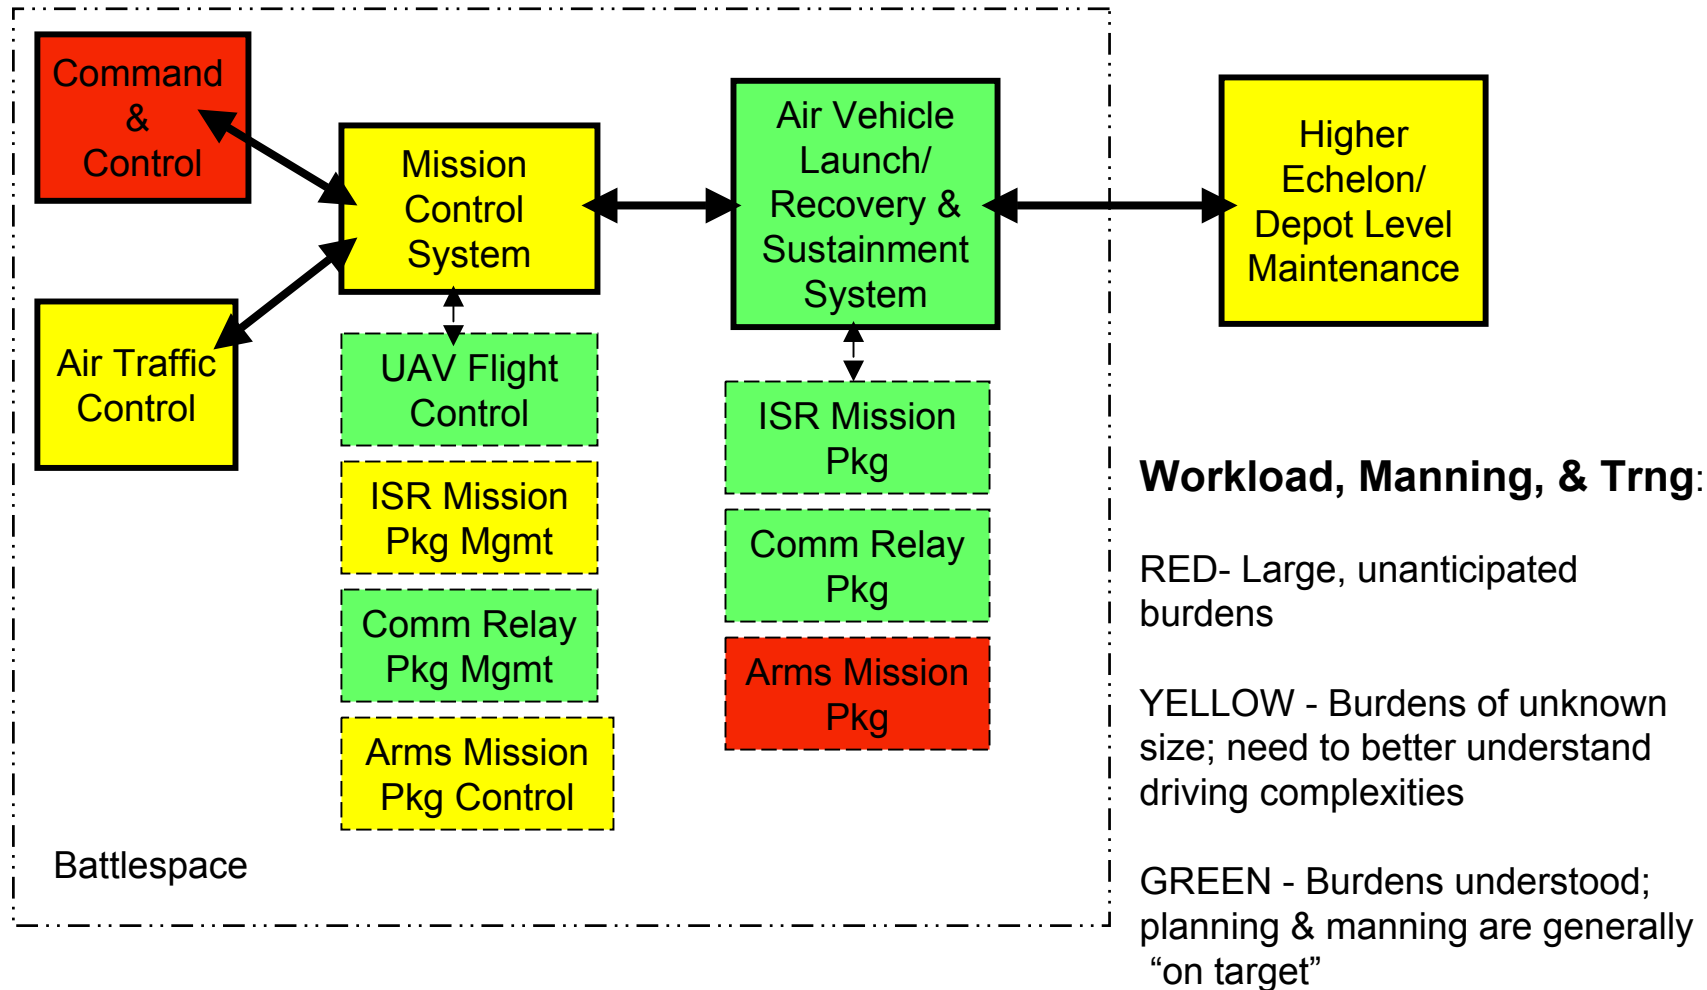 Command
&
Control
Air Traffic
Control
Mission
Control
System
UAV Flight
Control
ISR Mission
Pkg Mgmt
Comm Relay
Pkg Mgmt
Arms Mission
Pkg Control
Air Vehicle
Launch/
Recovery &
Sustainment
System
ISR Mission
Pkg
Comm Relay
Pkg
Arms Mission
Pkg
Higher
Echelon/
Depot Level
Maintenance
Battlespace
Workload, Manning, & Trng:
RED- Large, unanticipated
burdens
YELLOW - Burdens of unknown
size; need to better understand
driving complexities
GREEN - Burdens understood;
planning & manning are generally
“on target”